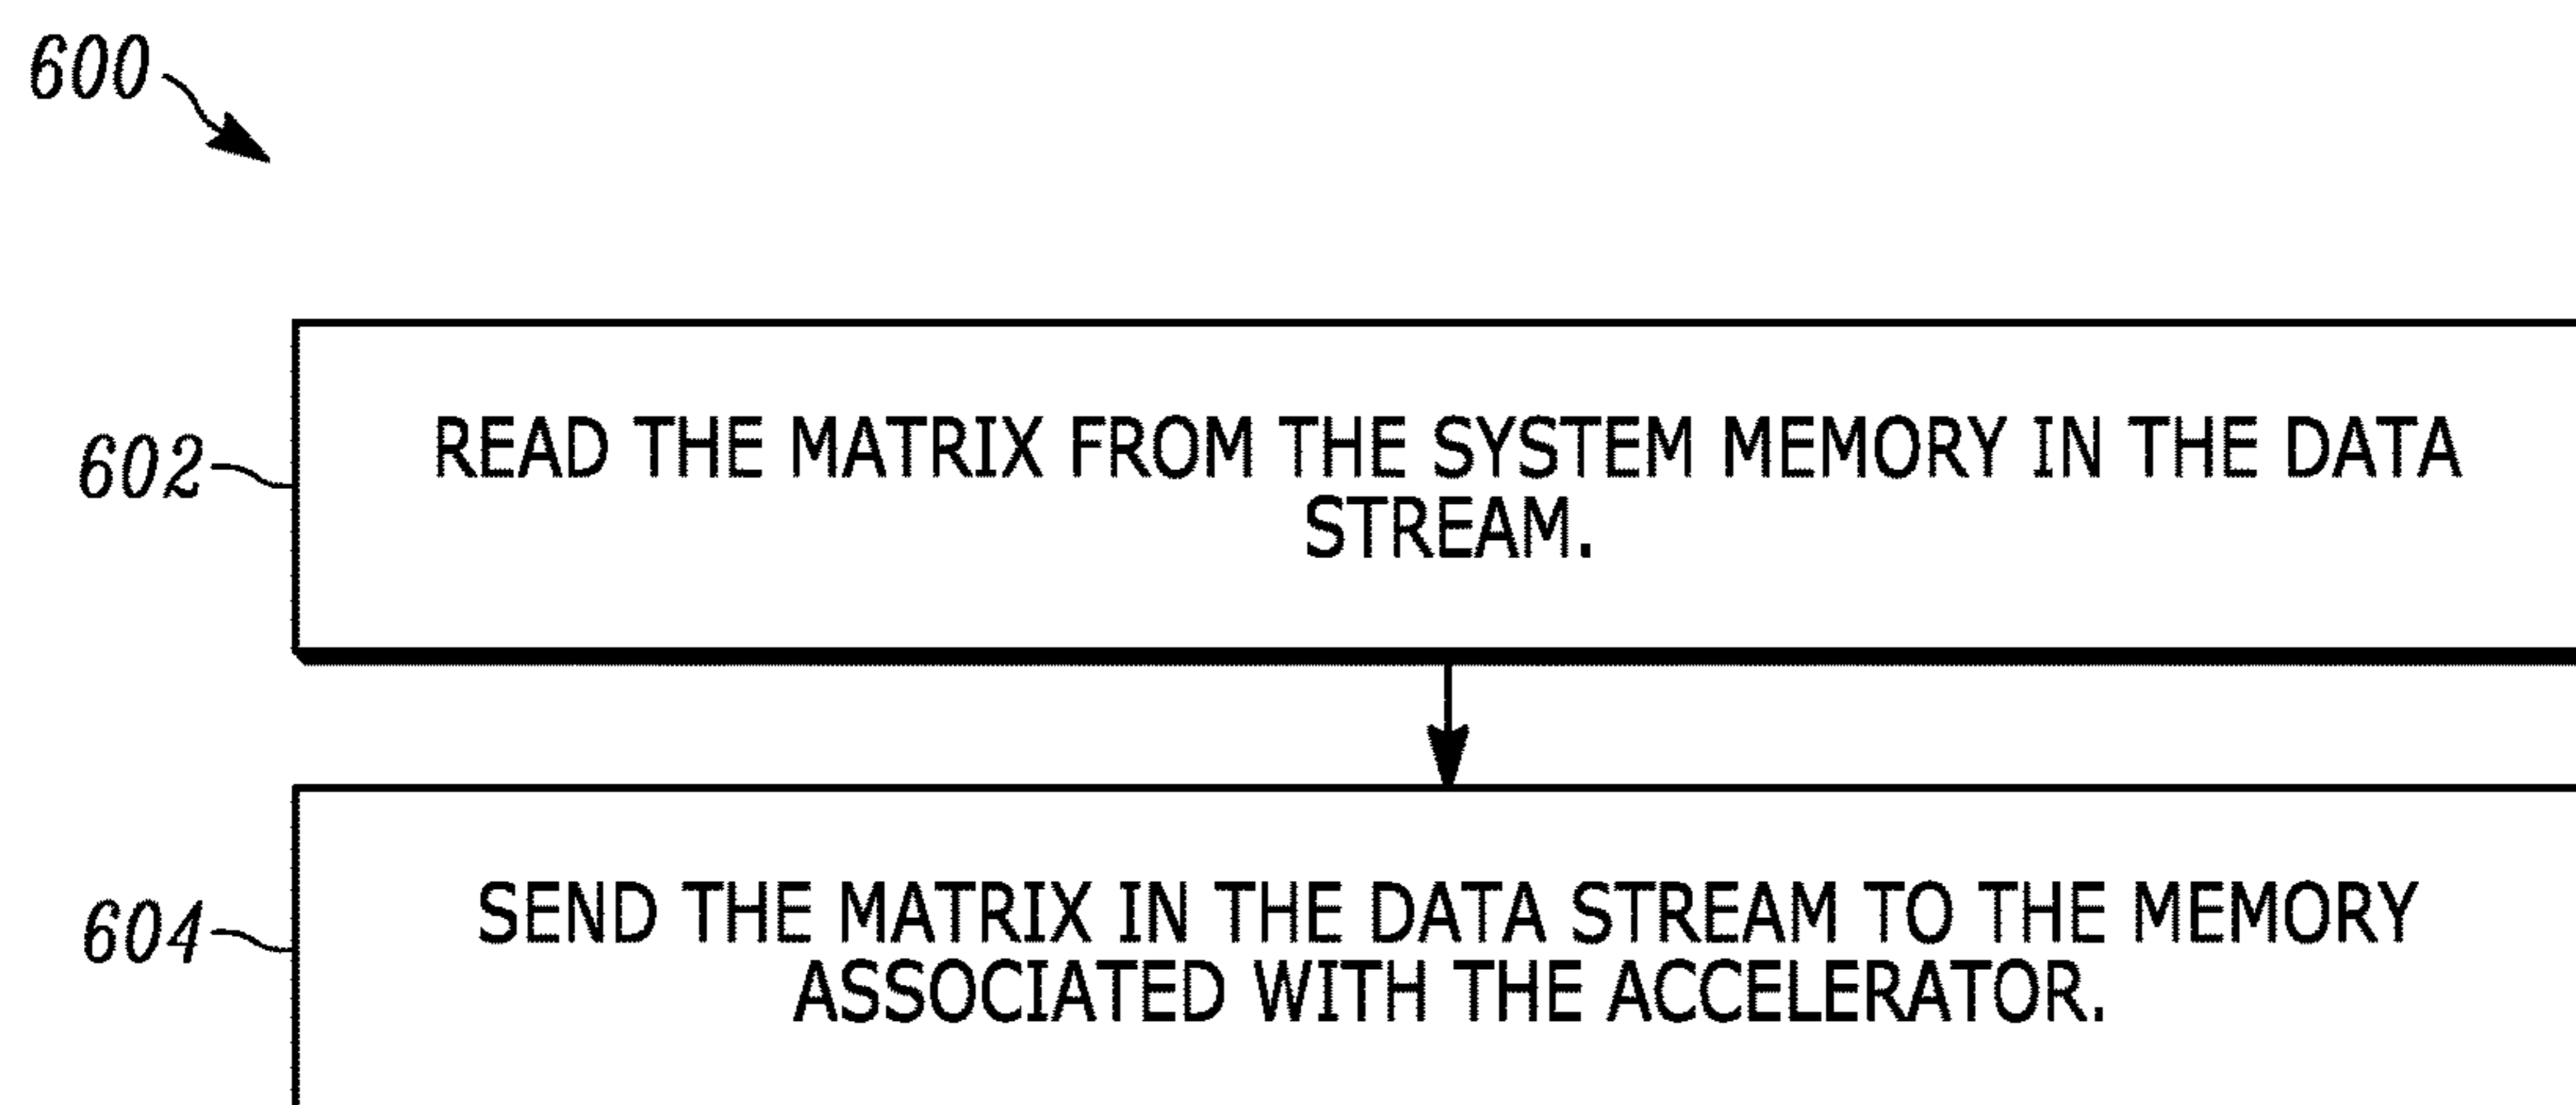 600
602
READ THE MATRIX FROM THE SYSTEM MEMORY IN THE DATA
STREAM.
604
SEND THE MATRIX IN THE DATA STREAM TO THE MEMORY
ASSOCIATED WITH THE ACCELERATOR.